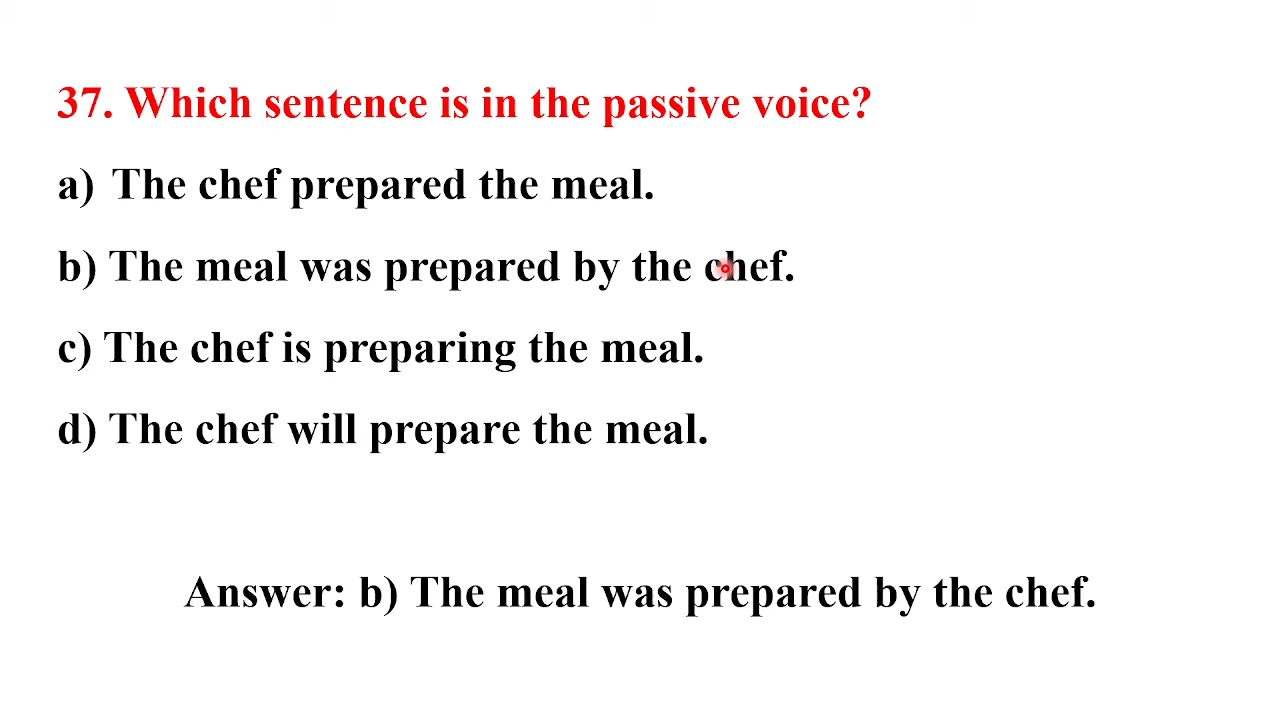 37. Which sentence is in the passive voice?
a) The chef prepared the meal.
b) The meal was prepared by the chef.
c) The chef is preparing the meal.
d) The chef will prepare the meal.
Answer: b) The meal was prepared by the chef.